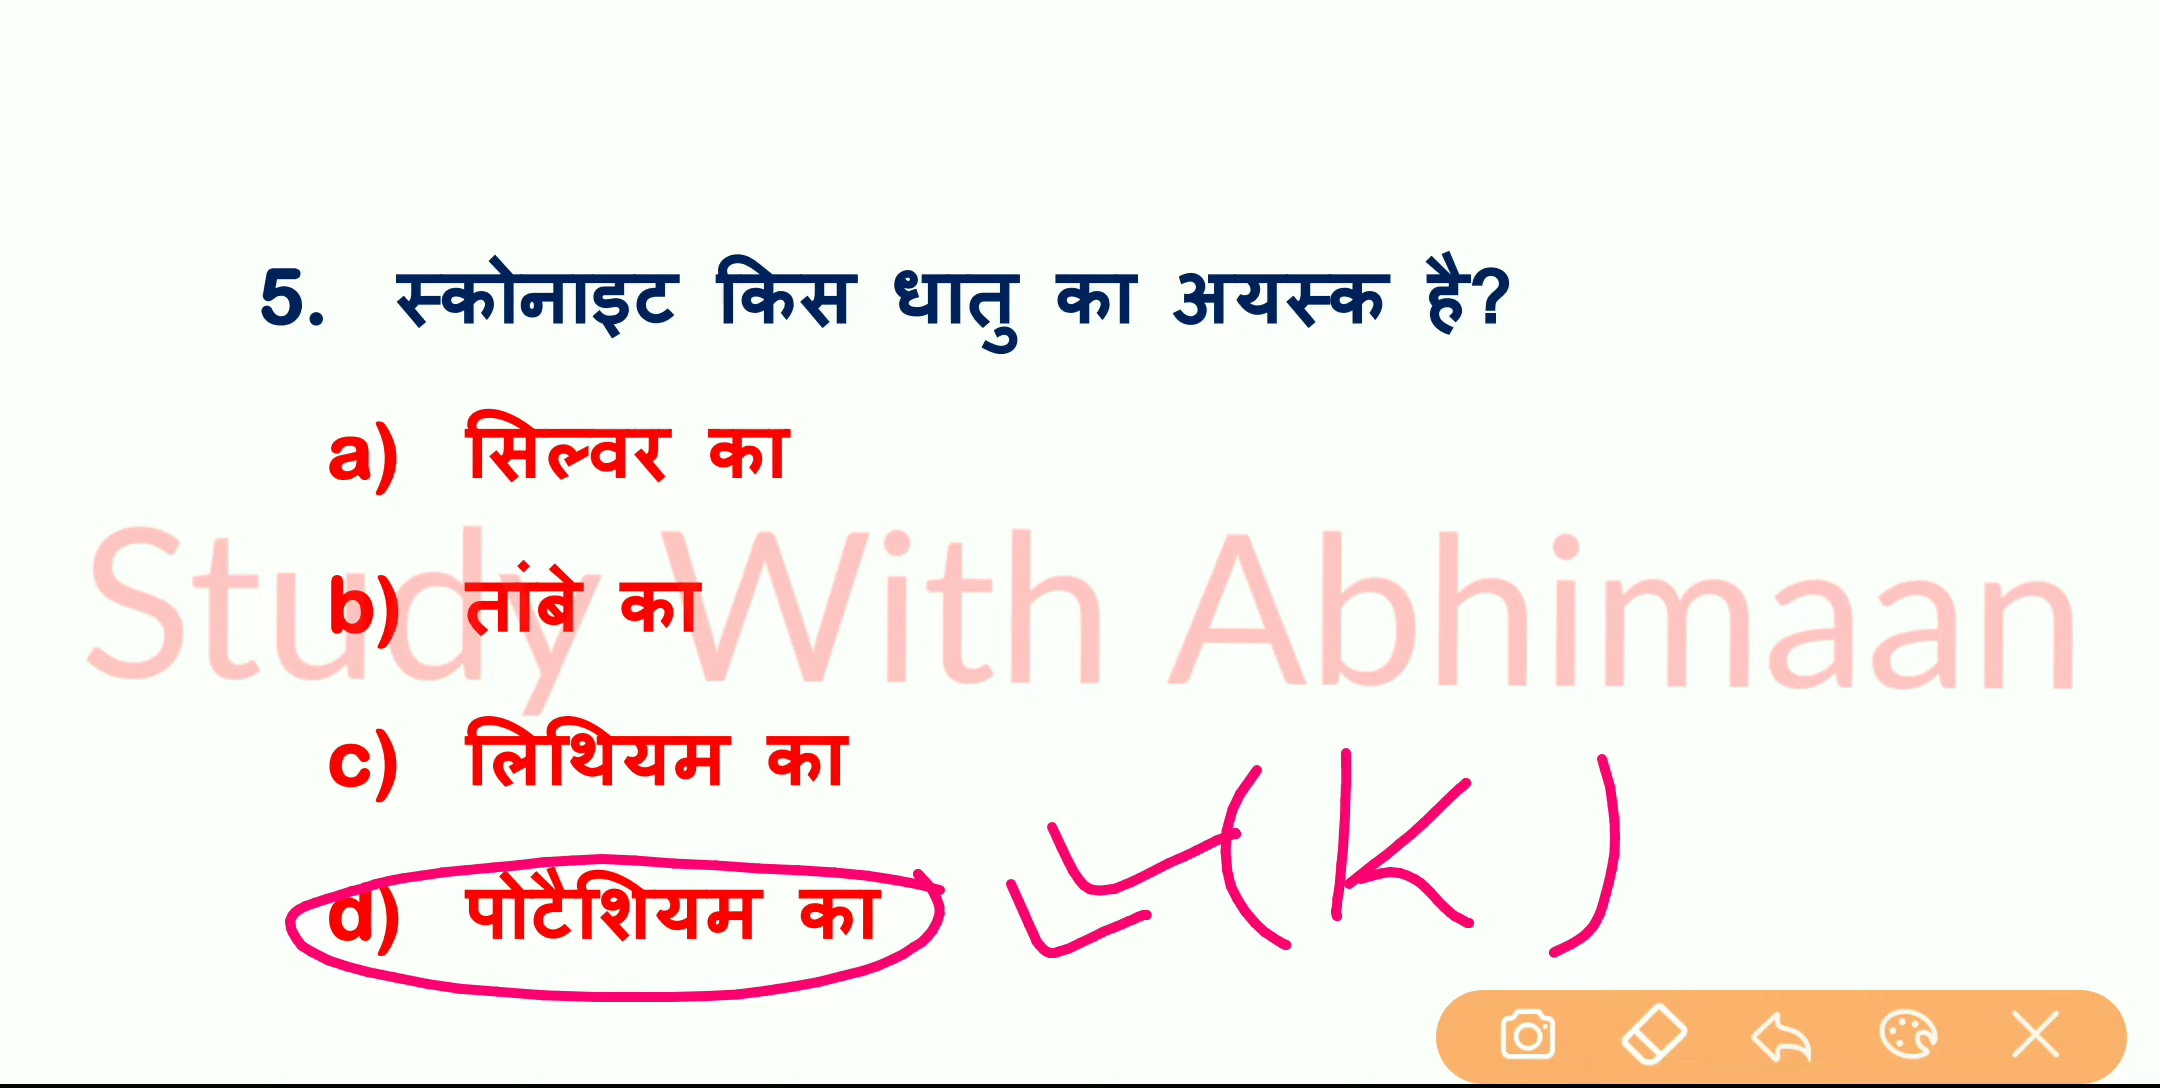 5. स्कोनाइट किस धातु का अयस्क है?
a) सिल्वर का
Study With Abhimaan
b) तांबे का
c) लिथियम का
d) पोटैशियम का (K)